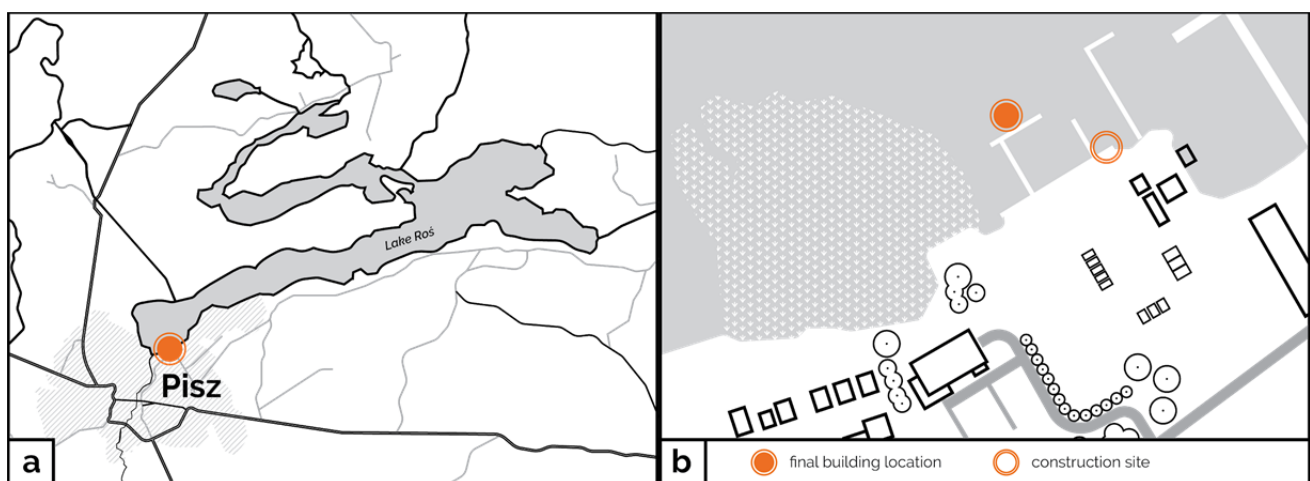 Lake Roś
Pisz
a
b
final building location
construction site